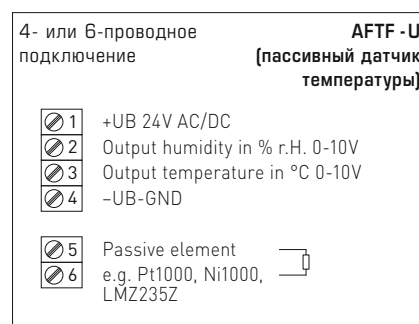 4- или 6-проводное
подключение
AFTF - U
(пассивный датчик
температуры)
1 +UB 24V AC/DC
2 Output humidity in % r.H. 0-10V
3 Output temperature in °C 0-10V
4 –UB-GND
5 Passive element
6 e.g. Pt1000, Ni1000,
LMZ235Z